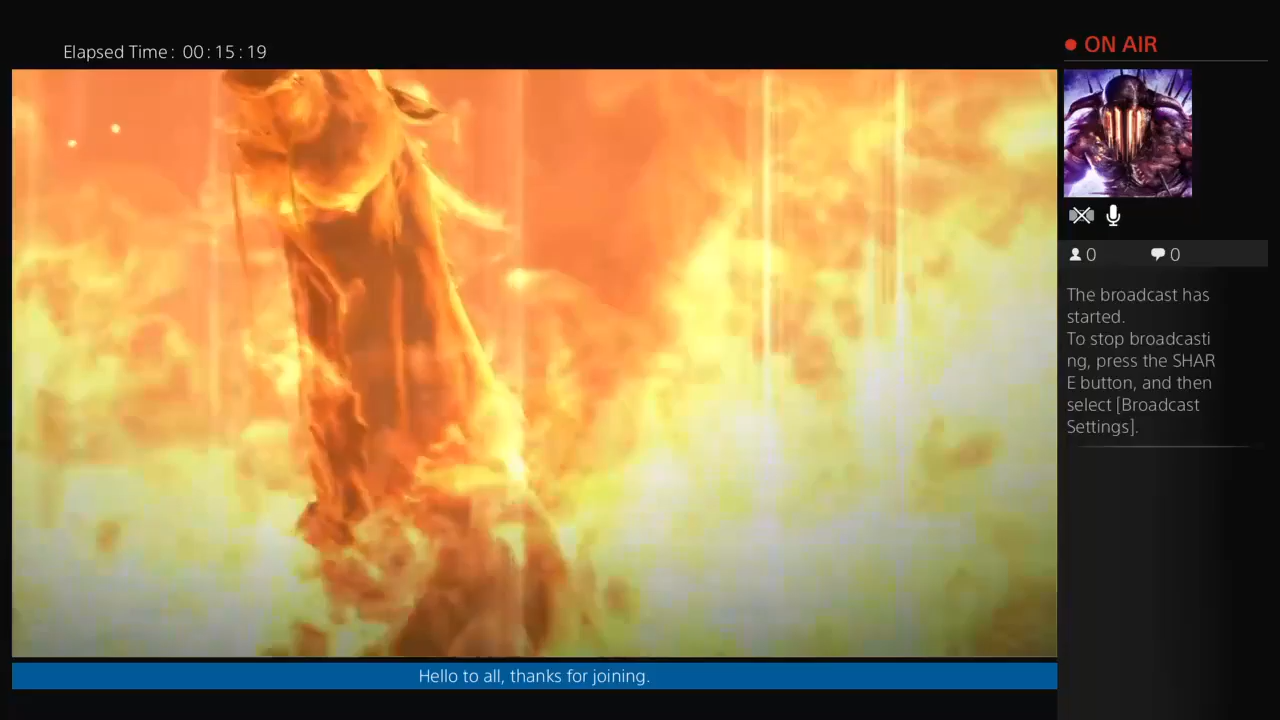 Elapsed Time: 00:15:19
ON AIR
0
0
The broadcast has
started.
To stop broadcasti
ng, press the SHAR
E button, and then
select [Broadcast
Settings].
Hello to all, thanks for joining.